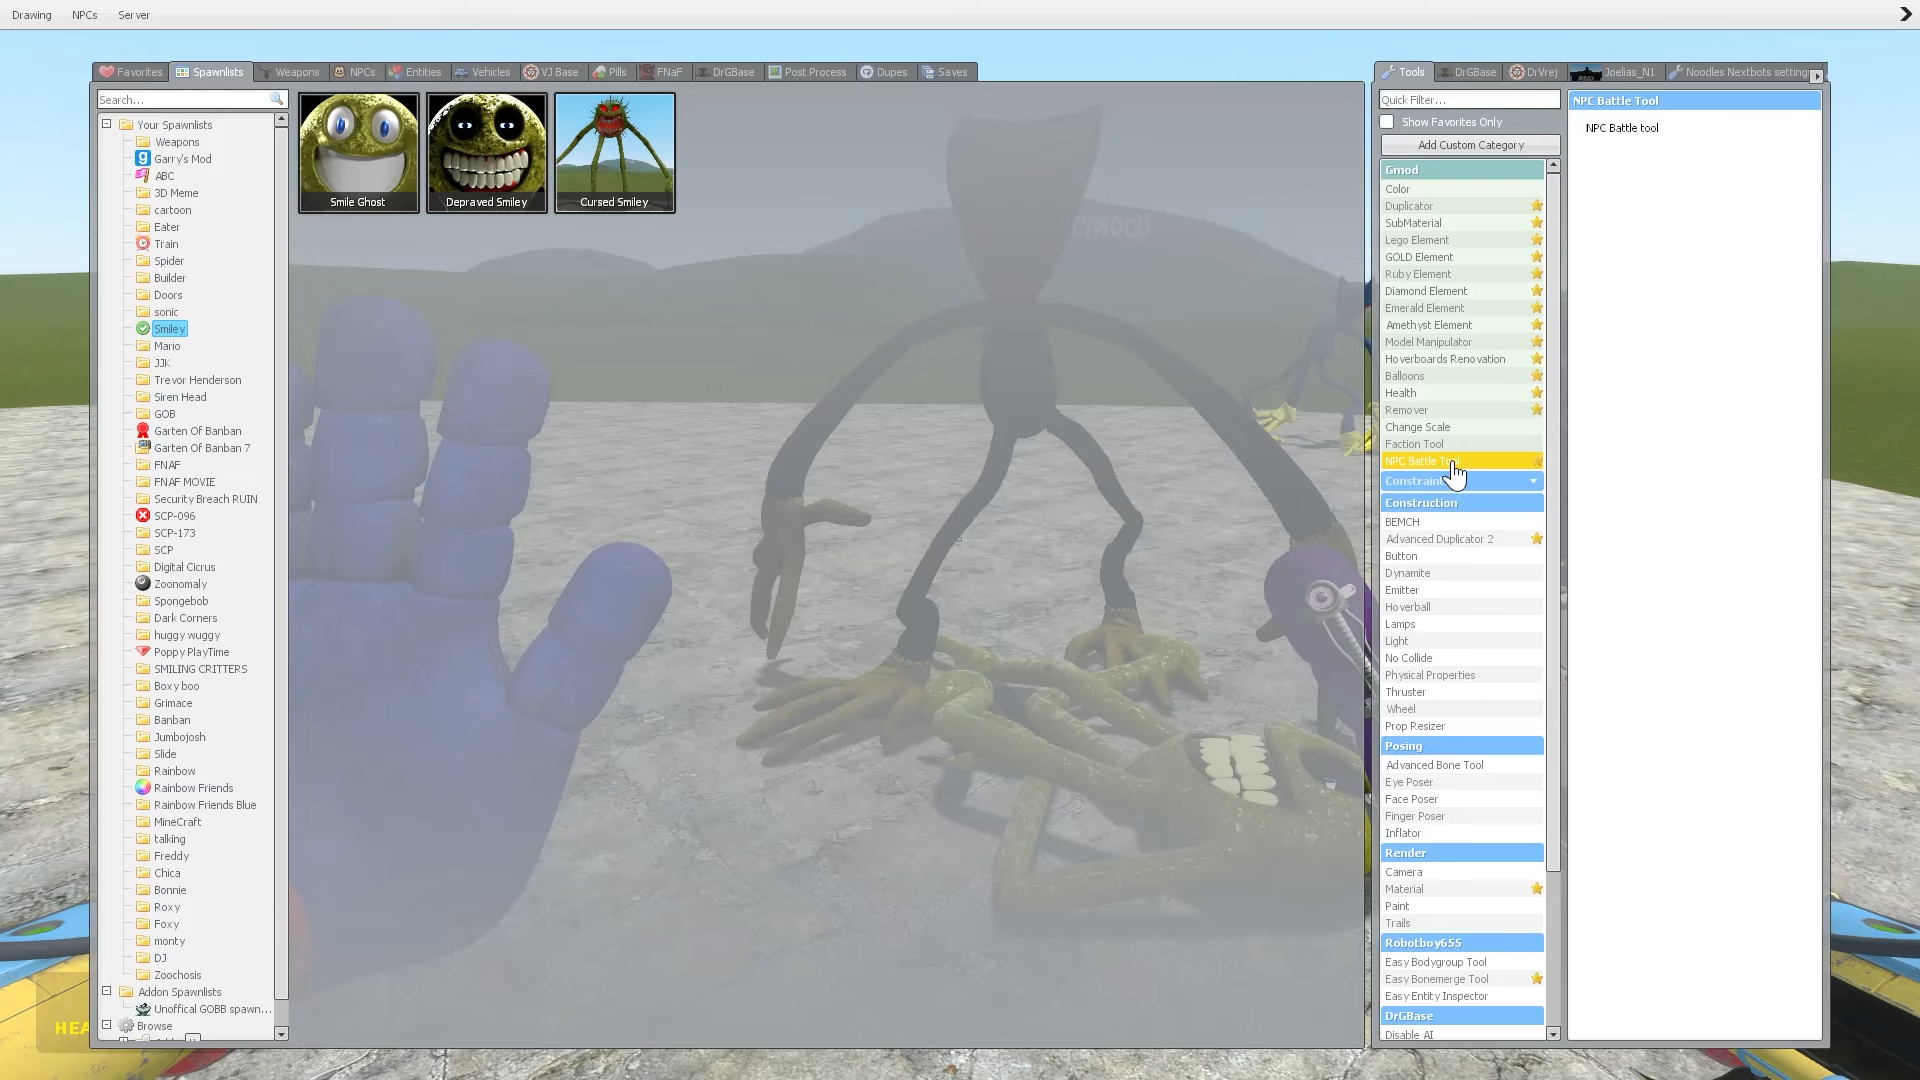 Drawing NPCs Server
Favorites Spawnlists Weapons NPCs Entities Vehicles VJ Base Pills FNaF DrGBase Post Process Dupes Saves
Search...
Your Spawnlists
Weapons
Garry's Mod
ABC
3D Meme
cartoon
Eater
Train
Spider
Builder
Doors
sonic
Smiley
Mario
JJK
Trevor Henderson
Siren Head
GOB
Garten Of Banban
Garten Of Banban 7
FNAF
FNAF MOVIE
Security Breach RUIN
SCP-096
SCP-173
SCP
Digital Cicrus
Zoonomaly
Spongebob
Dark Corners
huggy wuggy
Poppy PlayTime
SMILING CRITTERS
Boxy boo
Grimace
Banban
Jumbojosh
Slide
Rainbow
Rainbow Friends
Rainbow Friends Blue
MineCraft
talking
Freddy
Chica
Bonnie
Roxy
Foxy
monty
DJ
Zoochosis
Addon Spawnlists
Unoffical GOBB spawn...
Browse
HEA
Smile Ghost
Depraved Smiley
Cursed Smiley
YWOOD
Tools DrGBase DrVrej Joelias_N1 Noodles Nextbots setting
Quick Filter...
Show Favorites Only
Add Custom Category
Gmod
Color
Duplicator
SubMaterial
Lego Element
GOLD Element
Ruby Element
Diamond Element
Emerald Element
Amethyst Element
Model Manipulator
Hoverboards Renovation
Balloons
Health
Remover
Change Scale
Faction Tool
NPC Battle
Construction
BEMCH
Advanced Duplicator 2
Button
Dynamite
Emitter
Hoverball
Lamps
Light
No Collide
Physical Properties
Thruster
Wheel
Prop Resizer
Posing
Advanced Bone Tool
Eye Poser
Face Poser
Finger Poser
Inflator
Render
Camera
Material
Paint
Trails
Robotboy655
Easy Bodygroup Tool
Easy Bonemerge Tool
Easy Entity Inspector
DrGBase
Disable AI
NPC Battle Tool
NPC Battle tool